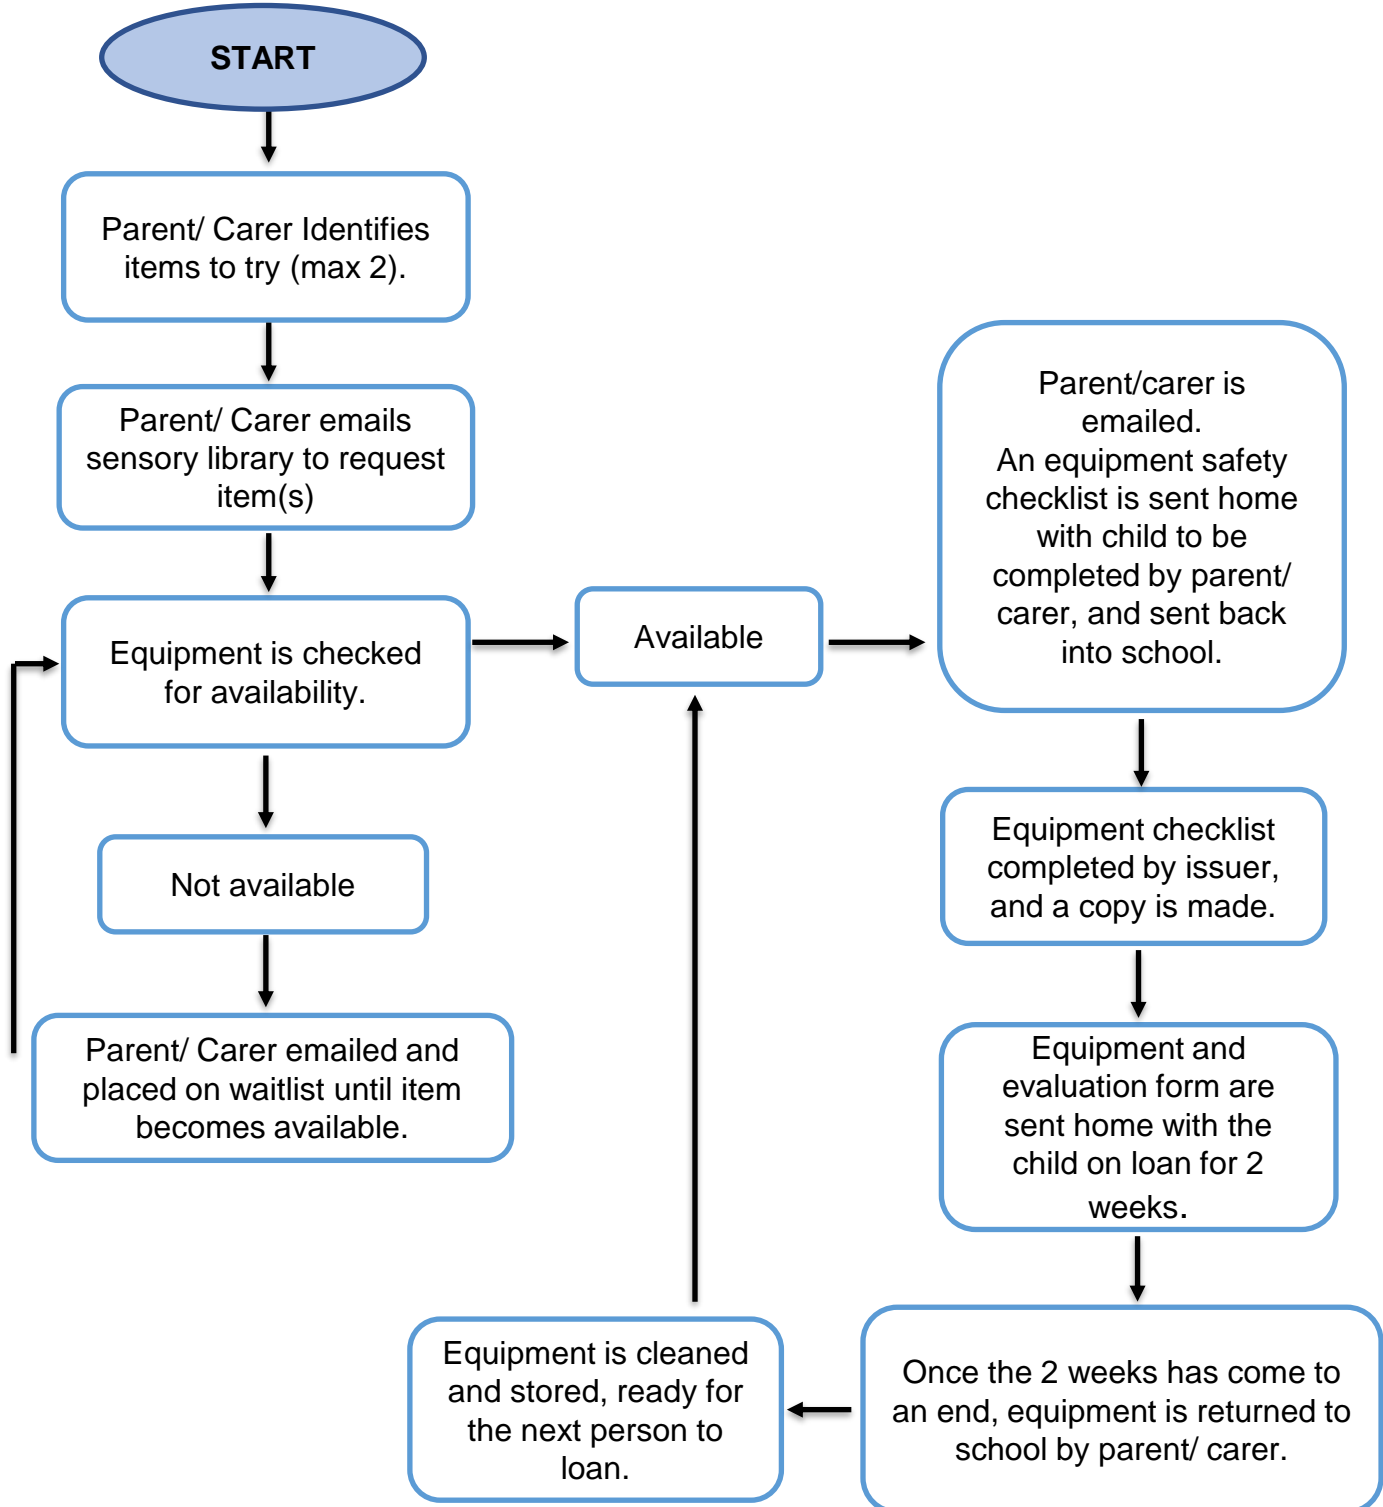 START
Parent/ Carer Identifies
items to try (max 2).
Parent/ Carer emails
sensory library to request
item(s)
Equipment is checked
for availability.
Not available
Parent/ Carer emailed and
placed on waitlist until item
becomes available.
Available
Parent/carer is
emailed.
An equipment safety
checklist is sent home
with child to be
completed by parent/
carer, and sent back
into school.
Equipment checklist
completed by issuer,
and a copy is made.
Equipment and
evaluation form are
sent home with the
child on loan for 2
weeks.
Once the 2 weeks has come to
an end, equipment is returned to
school by parent/ carer.
Equipment is cleaned
and stored, ready for
the next person to
loan.